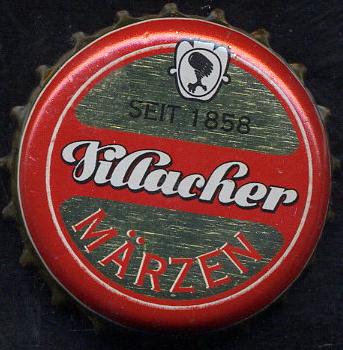 SEIT 1858
Villacher
MÄRZEN